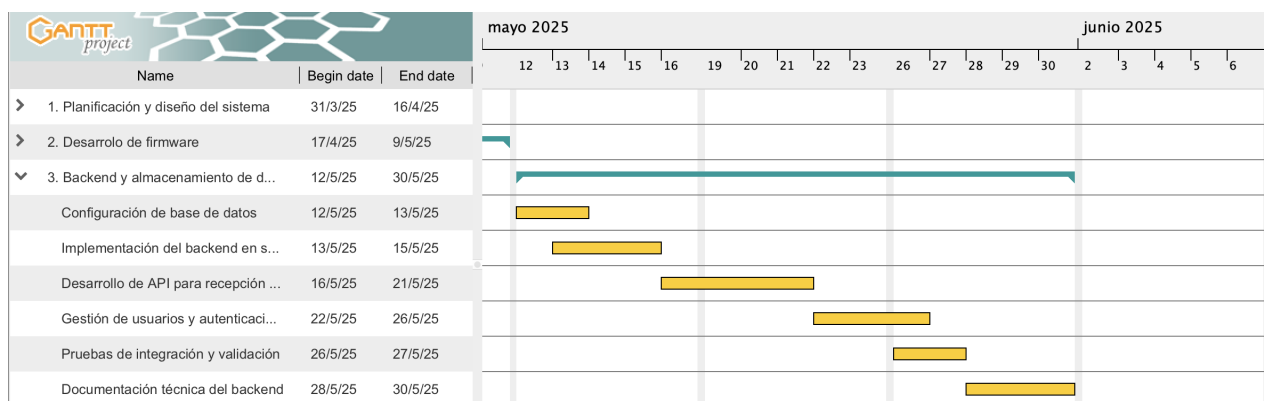 GANTT
project
mayo 2025
junio 2025
12 13 14 15 16 19 20 21 22 23 26 27 28 29 30 2 3 4 5 6
Name Begin date End date
1. Planificación y diseño del sistema 31/3/25 16/4/25
2. Desarrolo de firmware 17/4/25 9/5/25
3. Backend y almacenamiento de d... 12/5/25 30/5/25
Configuración de base de datos 12/5/25 13/5/25
Implementación del backend en s... 13/5/25 15/5/25
Desarrollo de API para recepción ... 16/5/25 21/5/25
Gestión de usuarios y autenticaci... 22/5/25 26/5/25
Pruebas de integración y validación 26/5/25 27/5/25
Documentación técnica del backend 28/5/25 30/5/25